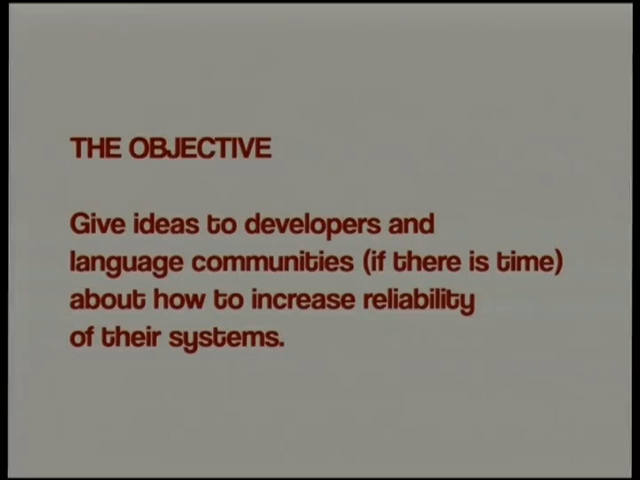 THE OBJECTIVE
Give ideas to developers and
language communities (if there is time)
about how to increase reliability
of their systems.